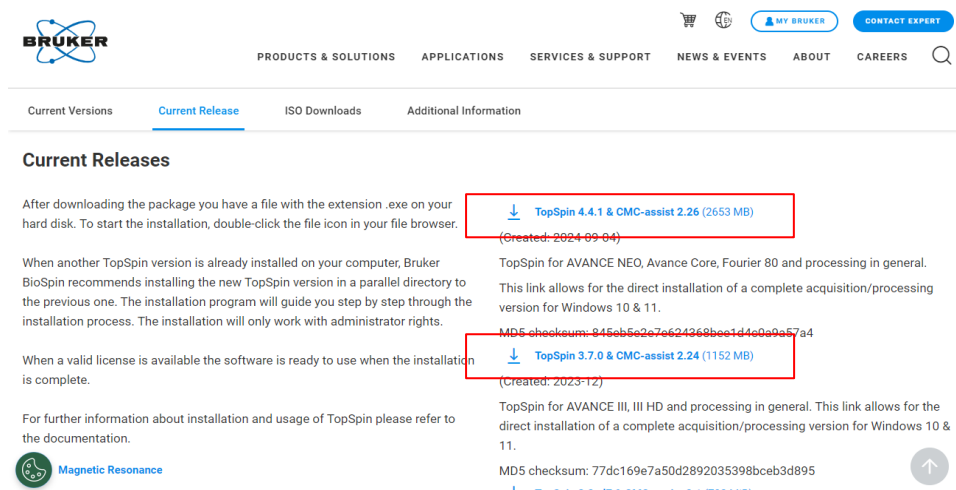 BRUKER
EN
MY BRUKER
CONTACT EXPERT
PRODUCTS & SOLUTIONS
APPLICATIONS
SERVICES & SUPPORT
NEWS & EVENTS
ABOUT
CAREERS
Current Versions
Current Release
ISO Downloads
Additional Information
Current Releases
After downloading the package you have a file with the extension .exe on your
hard disk. To start the installation, double-click the file icon in your file browser.
When another TopSpin version is already installed on your computer, Bruker
BioSpin recommends installing the new TopSpin version in a parallel directory to
the previous one. The installation program will guide you step by step through the
installation process. The installation will only work with administrator rights.
When a valid license is available the software is ready to use when the installation
is complete.
For further information about installation and usage of TopSpin please refer to
the documentation.
Magnetic Resonance
TopSpin 4.4.1 & CMC-assist 2.26 (2653 MB)
(Created: 2024-09-04)
TopSpin for AVANCE NEO, Avance Core, Fourier 80 and processing in general.
This link allows for the direct installation of a complete acquisition/processing
version for Windows 10 & 11.
MD5 checksum:
TopSpin 3.7.0 & CMC-assist 2.24 (1152 MB)
(Created: 2023-12)
TopSpin for AVANCE III, III HD and processing in general. This link allows for the
direct installation of a complete acquisition/processing version for Windows 10 &
11.
MD5 checksum: 77dc169e7a50d2892035398bceb3d895